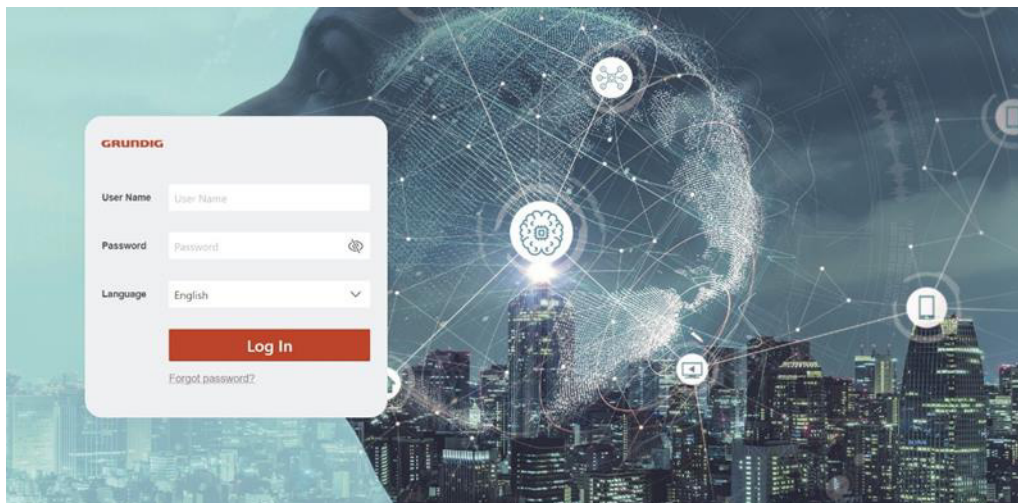 GRUNDIG
User Name User Name
Password Password
Language English
Log In
Forgot password?